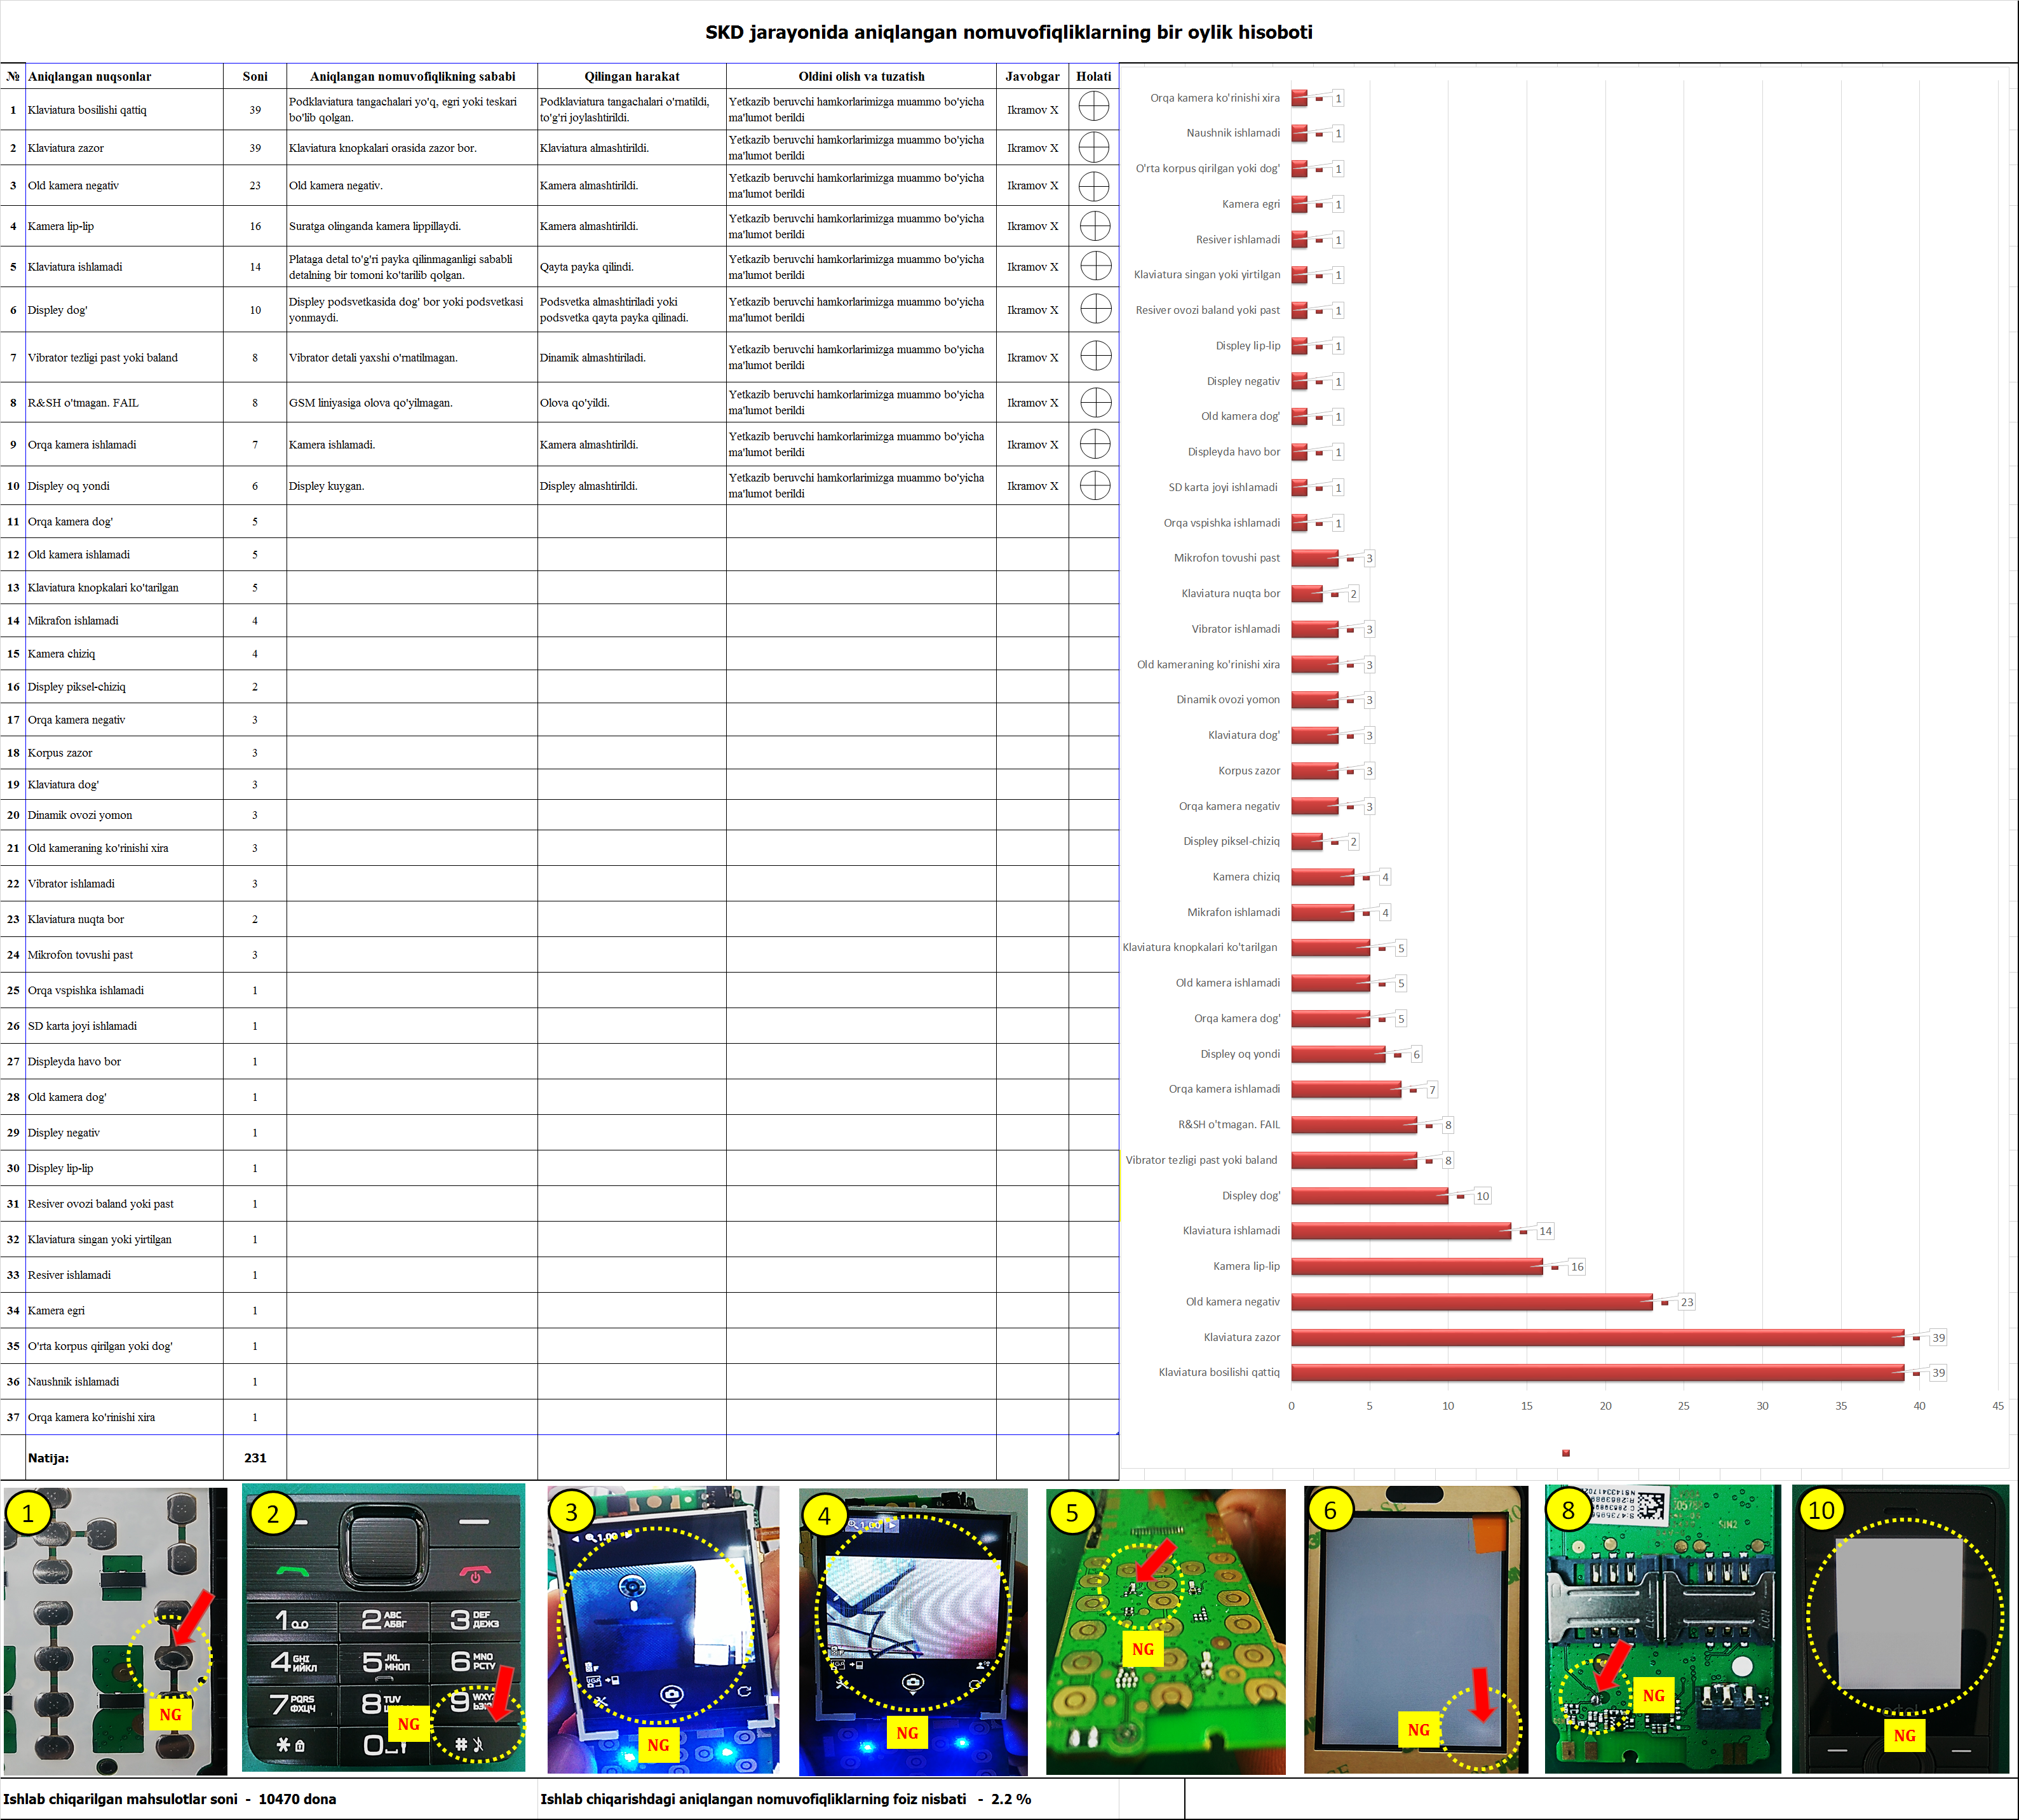 SKD jarayonida aniqlangan nomuvofiqliklarning bir oylik hisoboti
№ Aniqlangan nuqsonlar Soni Aniqlangan nomuvofiqlikning sababi Qilingan harakat Oldini olish va tuzatish Javobgar Holati
1 Klaviatura bosilishi qattiq 39 Podklaviatura tangachalari yo'q, egri yoki teskari bo'lib qolgan. Podklaviatura tangachalari o'rnatildi, to'g'ri joylashtirildi. Yetkazib beruvchi hamkorlarimizga muammo bo'yicha ma'lumot berildi Ikramov X
2 Klaviatura zazor 39 Klaviatura knopkalari orasida zazor bor. Klaviatura almashtirildi. Yetkazib beruvchi hamkorlarimizga muammo bo'yicha ma'lumot berildi Ikramov X
3 Old kamera negativ 23 Old kamera negativ. Kamera almashtirildi. Yetkazib beruvchi hamkorlarimizga muammo bo'yicha ma'lumot berildi Ikramov X
4 Kamera lip-lip 16 Suratga olinganda kamera lippillaydi. Kamera almashtirildi. Yetkazib beruvchi hamkorlarimizga muammo bo'yicha ma'lumot berildi Ikramov X
5 Klaviatura ishlamadi 14 Plataga detal to'g'ri payka qilinmaganligi sababli detalning bir tomoni ko'tarilib qolgan. Qayta payka qilindi. Yetkazib beruvchi hamkorlarimizga muammo bo'yicha ma'lumot berildi Ikramov X
6 Displey dog' 10 Displey podsvetkasida dog' bor yoki podsvetkasi yonmaydi. Podsvetka almashtiriladi yoki podsvetka qayta payka qilinadi. Yetkazib beruvchi hamkorlarimizga muammo bo'yicha ma'lumot berildi Ikramov X
7 Vibrator tezligi past yoki baland 8 Vibrator detali yaxshi o'rnatilmagan. Dinamik almashtiriladi. Yetkazib beruvchi hamkorlarimizga muammo bo'yicha ma'lumot berildi Ikramov X
8 R&SH o'tmagan. FAIL 8 GSM liniyasiga olova qo'yilmagan. Olova qo'yildi. Yetkazib beruvchi hamkorlarimizga muammo bo'yicha ma'lumot berildi Ikramov X
9 Orqa kamera ishlamadi 7 Kamera ishlamadi. Kamera almashtirildi. Yetkazib beruvchi hamkorlarimizga muammo bo'yicha ma'lumot berildi Ikramov X
10 Displey oq yondi 6 Displey kuygan. Displey almashtirildi. Yetkazib beruvchi hamkorlarimizga muammo bo'yicha ma'lumot berildi Ikramov X
11 Orqa kamera dog' 5
12 Old kamera ishlamadi 5
13 Klaviatura knopkalari ko'tarilgan 5
14 Mikrafon ishlamadi 4
15 Kamera chiziq 4
16 Displey piksel-chiziq 2
17 Orqa kamera negativ 3
18 Korpus zazor 3
19 Klaviatura dog' 3
20 Dinamik ovozi yomon 3
21 Old kameraning ko'rinishi xira 3
22 Vibrator ishlamadi 3
23 Klaviatura nuqta bor 2
24 Mikrofon tovushi past 3
25 Orqa vspishka ishlamadi 1
26 SD karta joyi ishlamadi 1
27 Displeyda havo bor 1
28 Old kamera dog' 1
29 Displey negativ 1
30 Displey lip-lip 1
31 Resiver ovozi baland yoki past 1
32 Klaviatura singan yoki yirtilgan 1
33 Resiver ishlamadi 1
34 Kamera egri 1
35 O'rta korpus qirilgan yoki dog' 1
36 Naushnik ishlamadi 1
37 Orqa kamera ko'rinishi xira 1
Natija: 231
Orqa kamera ko'rinishi xira 1
Naushnik ishlamadi 1
O'rta korpus qirilgan yoki dog' 1
Kamera egri 1
Resiver ishlamadi 1
Klaviatura singan yoki yirtilgan 1
Resiver ovozi baland yoki past 1
Displey lip-lip 1
Displey negativ 1
Old kamera dog' 1
Displeyda havo bor 1
SD karta joyi ishlamadi 1
Orqa vspishka ishlamadi 1
Mikrofon tovushi past 3
Klaviatura nuqta bor 2
Vibrator ishlamadi 3
Old kameraning ko'rinishi xira 3
Dinamik ovozi yomon 3
Klaviatura dog' 3
Korpus zazor 3
Orqa kamera negativ 3
Displey piksel-chiziq 2
Kamera chiziq 4
Mikrafon ishlamadi 4
Klaviatura knopkalari ko'tarilgan 5
Old kamera ishlamadi 5
Orqa kamera dog' 5
Displey oq yondi 6
Orqa kamera ishlamadi 7
R&SH o'tmagan. FAIL 8
Vibrator tezligi past yoki baland 8
Displey dog' 10
Klaviatura ishlamadi 14
Kamera lip-lip 16
Old kamera negativ 23
Klaviatura zazor 39
Klaviatura bosilishi qattiq 39
0 5 10 15 20 25 30 35 40 45
1
NG
2
1
2 ABC АБВГ
3 DEF ДЕЖЗ
4 GHI ИЙКЛ
5 JKL МНОП
6 MNO РСТУ
7 PQRS ФХЦЧ
8 TUV
9
* 0 #
NG
3
1.00
NG
4
1.00
NG
5
NG
6
NG
8
SIM2
NG
10
NG
Ishlab chiqarilgan mahsulotlar soni - 10470 dona
Ishlab chiqarishdagi aniqlangan nomuvofiqliklarning foiz nisbati - 2.2 %